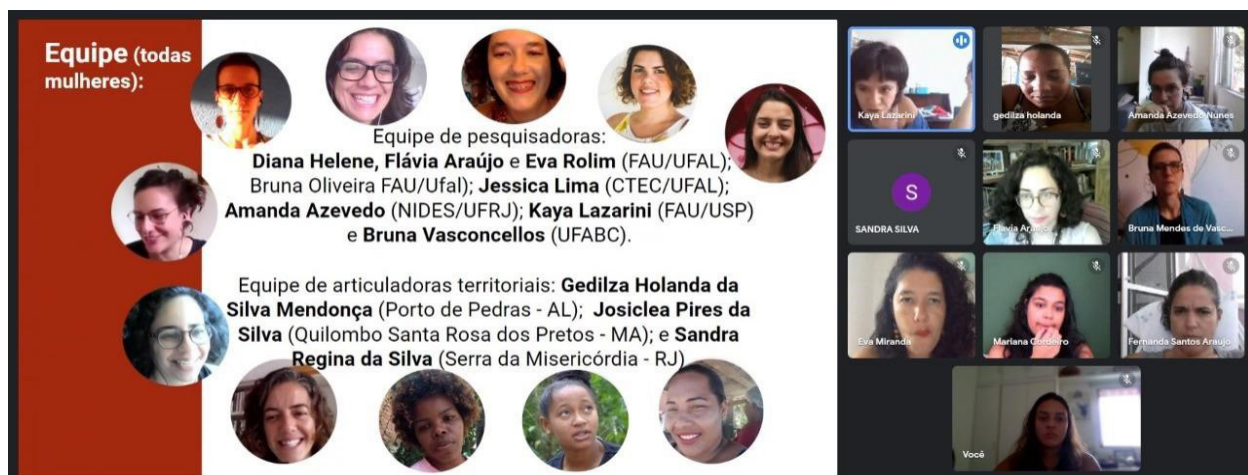 Equipe (todas
mulheres):
Equipe de pesquisadoras:
Diana Helene, Flávia Araújo e Eva Rolim (FAU/UFAL);
Bruna Oliveira FAU/Ufal); Jessica Lima (CTEC/UFAL);
Amanda Azevedo (NIDES/UFRJ); Kaya Lazarini (FAU/USP)
e Bruna Vasconcellos (UFABC).
Equipe de articuladoras territoriais: Gedilza Holanda da
Silva Mendonça (Porto de Pedras - AL); Josiclea Pires da
Silva (Quilombo Santa Rosa dos Pretos - MA); e Sandra
Regina da Silva (Serra da Misericórdia - RJ)
Kaya Lazarini
gedilza holanda
Amanda Azevedo Nunes
S
SANDRA SILVA
Flavia Araújo
Bruna Mendes de Vasc...
Eva Miranda
Mariana Cordeiro
Fernanda Santos Araujo
Você